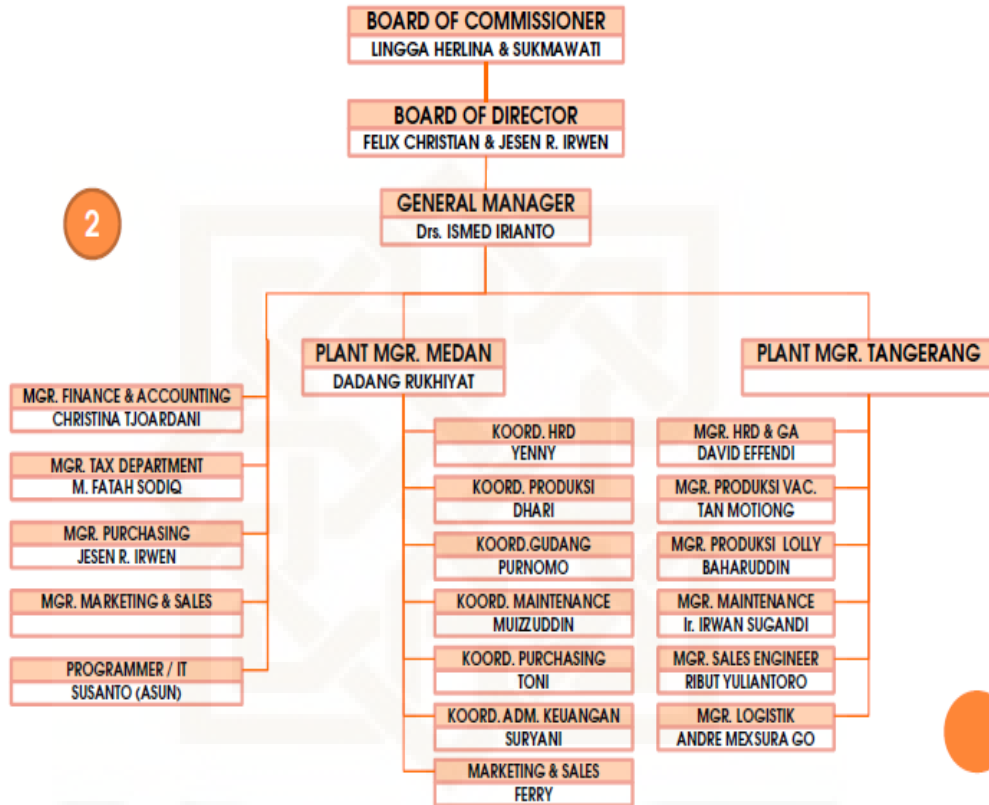 BOARD OF COMMISSIONER
LINGGA HERLINA & SUKMAWATI
BOARD OF DIRECTOR
FELIX CHRISTIAN & JESEN R. IRWEN
2
GENERAL MANAGER
Drs. ISMED IRIANTO
MGR. FINANCE & ACCOUNTING
CHRISTINA TJOARDANI
MGR. TAX DEPARTMENT
M. FATAH SODIQ
MGR. PURCHASING
JESEN R. IRWEN
MGR. MARKETING & SALES
PROGRAMMER / IT
SUSANTO (ASUN)
PLANT MGR. MEDAN
DADANG RUKHIYAT
KOORD. HRD
YENNY
KOORD. PRODUKSI
DHARI
KOORD.GUDANG
PURNOMO
KOORD. MAINTENANCE
MUIZZUDDIN
KOORD. PURCHASING
TONI
KOORD. ADM. KEUANGAN
SURYANI
MARKETING & SALES
FERRY
PLANT MGR. TANGERANG
MGR. HRD & GA
DAVID EFFENDI
MGR. PRODUKSI VAC.
TAN MOTIONG
MGR. PRODUKSI LOLLY
BAHARUDDIN
MGR. MAINTENANCE
Ir. IRWAN SUGANDI
MGR. SALES ENGINEER
RIBUT YULIANTORO
MGR. LOGISTIK
ANDRE MEXSURA GO